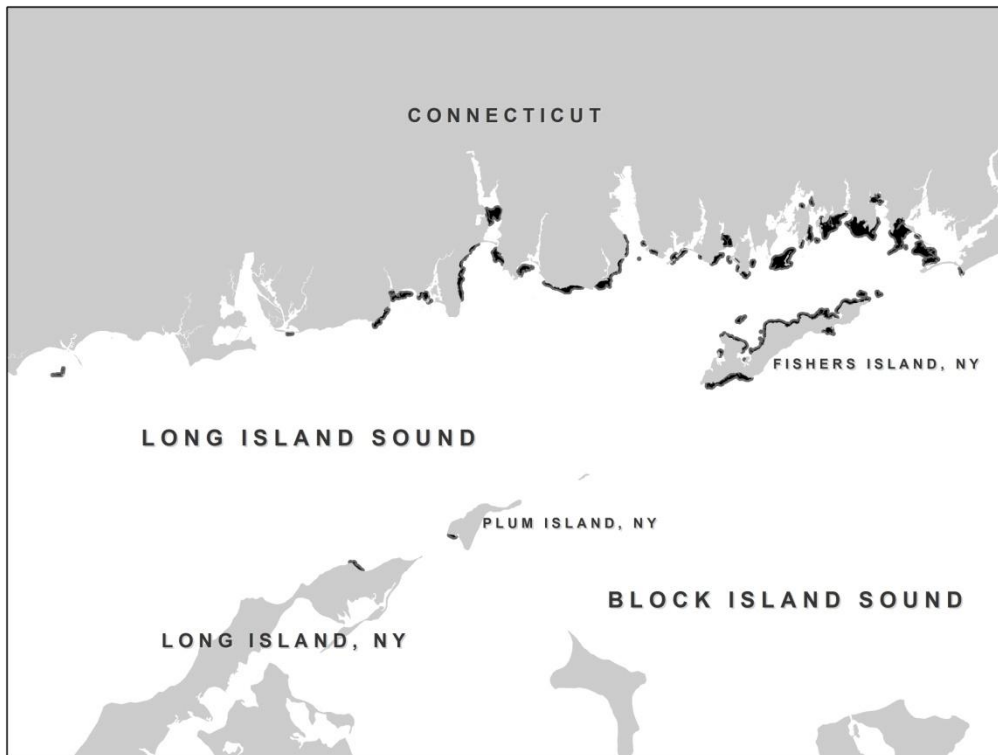 CONNECTICUT
FISHERS ISLAND, NY
LONG ISLAND SOUND
PLUM ISLAND, NY
BLOCK ISLAND SOUND
LONG ISLAND, NY